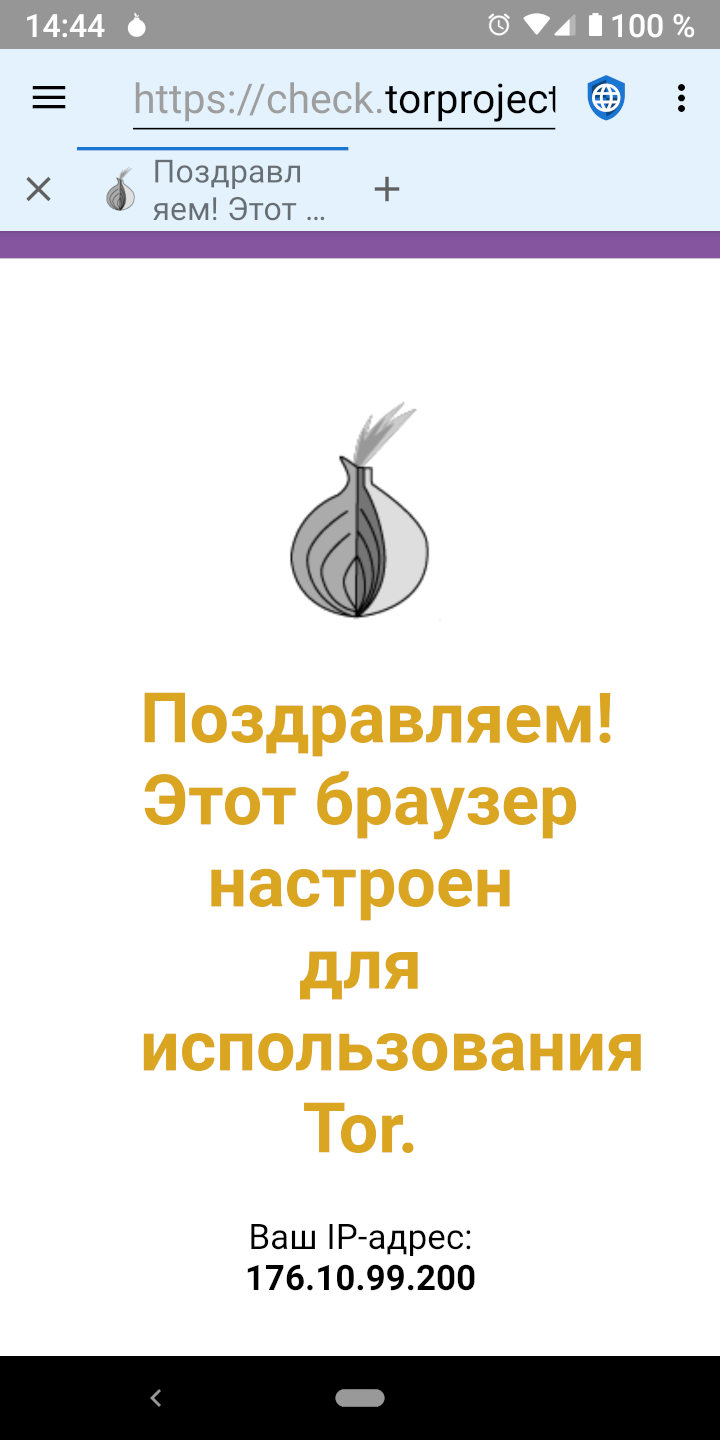 14:44
100 %
https://check.torproject
Поздравл
яем! Этот ...
Поздравляем!
Этот браузер
настроен
для
использования
Tor.
Ваш IP-адрес:
176.10.99.200